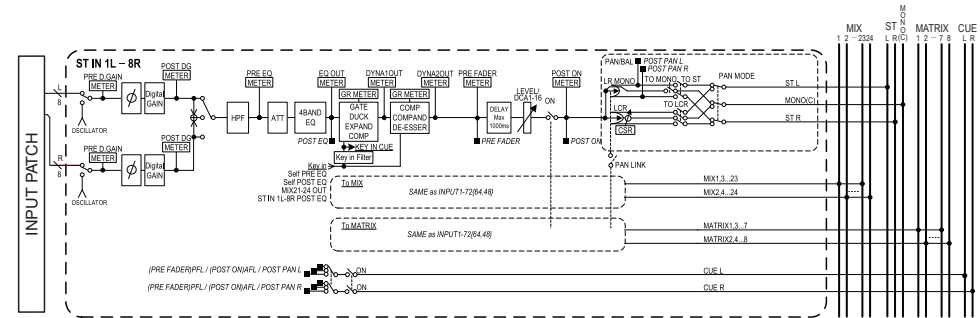 MIX
1 2 ··· 2324
ST
L R
MONO(C)
MATRIX
1 2 ··· 7 8
CUE
L R
INPUT PATCH
ST IN 1L – 8R
L
8
PRE D.GAIN
METER
Ø
Digital
GAIN
POST DG
METER
OSCILLATOR
R
8
PRE D.GAIN
METER
Ø
Digital
GAIN
POST DG
METER
OSCILLATOR
HPF
PRE EQ
METER
ATT
4BAND
EQ
EQ OUT
METER
POST EQ
DYNA1OUT
METER
GR METER
GATE
DUCK
EXPAND
COMP
KEY IN CUE
Key in Filter
Key in
Self PRE EQ
Self POST EQ
MIX21-24 OUT
ST IN 1L-8R POST EQ
DYNA2OUT
METER
GR METER
COMP
COMPAND
DE-ESSER
PRE FADER
METER
PRE FADER
DELAY
Max
1000ms
LEVEL/
DCA1-16
ON
POST ON
METER
POST ON
PAN/BAL
POST PAN L
POST PAN R
LR MONO
TO MONO
TO ST
PAN MODE
LCR
TO LCR
CSR
PAN LINK
ST L
MONO(C)
ST R
To MIX
SAME as INPUT1-72{64,48}
MIX1,3...23
MIX2,4...24
To MATRIX
SAME as INPUT1-72{64,48}
MATRIX1,3...7
MATRIX2,4...8
(PRE FADER)PFL / (POST ON)AFL / POST PAN L
ON
CUE L
(PRE FADER)PFL / (POST ON)AFL / POST PAN R
ON
CUE R